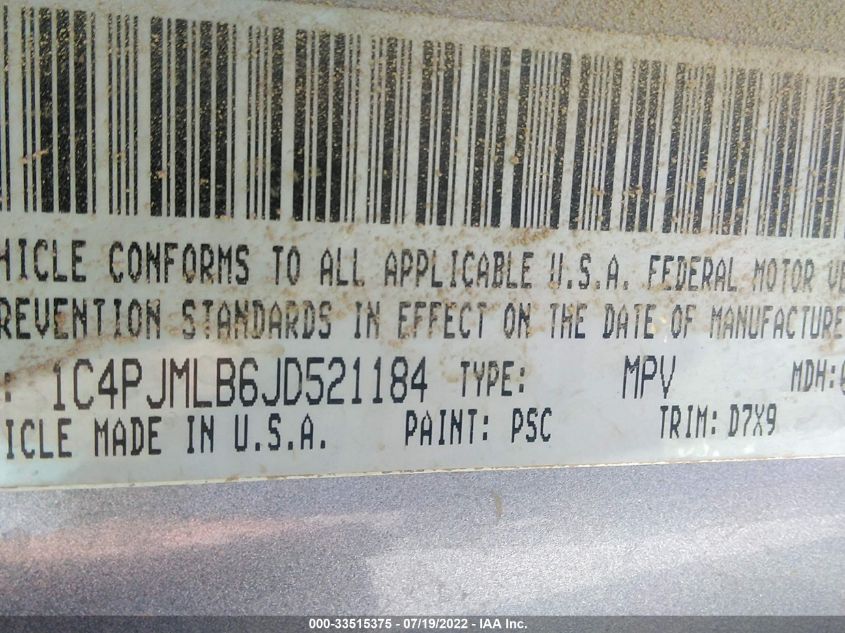 HICLE CONFORMS TO ALL APPLICABLE U.S.A. FEDERAL MOTOR VE
REVENTION STANDARDS IN EFFECT ON THE DATE OF MANUFACTURE
: 1C4PJMLB6JD521184 TYPE: MPV MDH:
ICLE MADE IN U.S.A. PAINT: PSC TRIM: D7X9
000-33515375 - 07/19/2022 - IAA Inc.